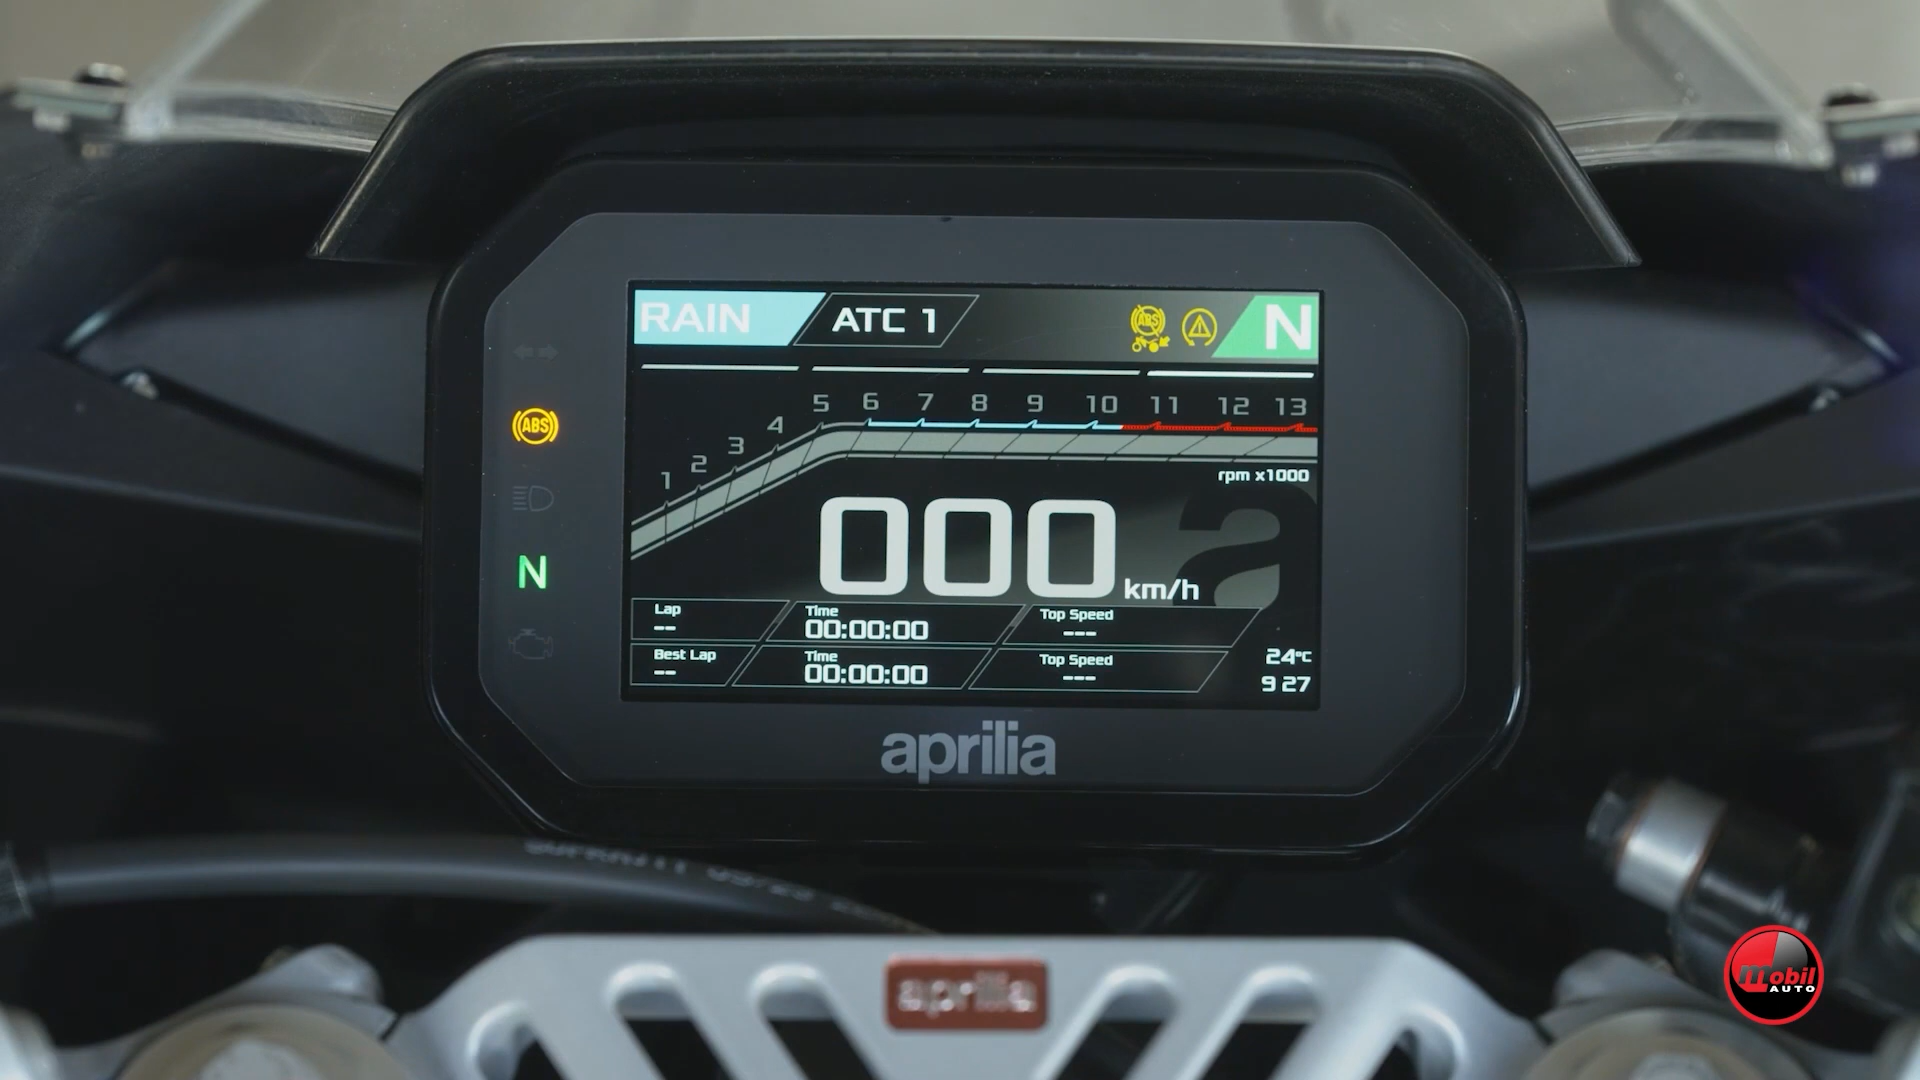 RAIN ATC 1 ABS N
5 6 7 8 9 10 11 12 13
1 2 3 4
ABS
rpm x1000
000 km/h
N
Lap Time Top Speed
-- 00:00:00 ---
Best Lap Time Top Speed
-- 00:00:00 ---
24°C
9 27
aprilia
aprilia
Mobil
AUTO